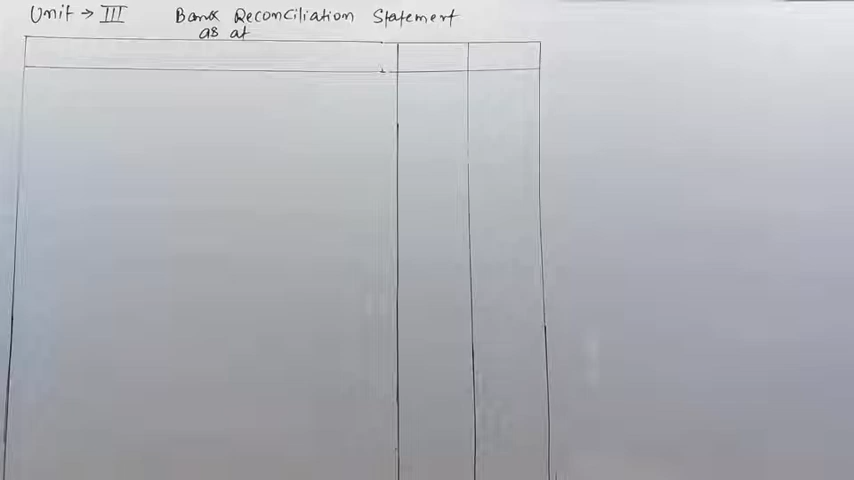 Unit → III Bank Reconciliation Statement
as at